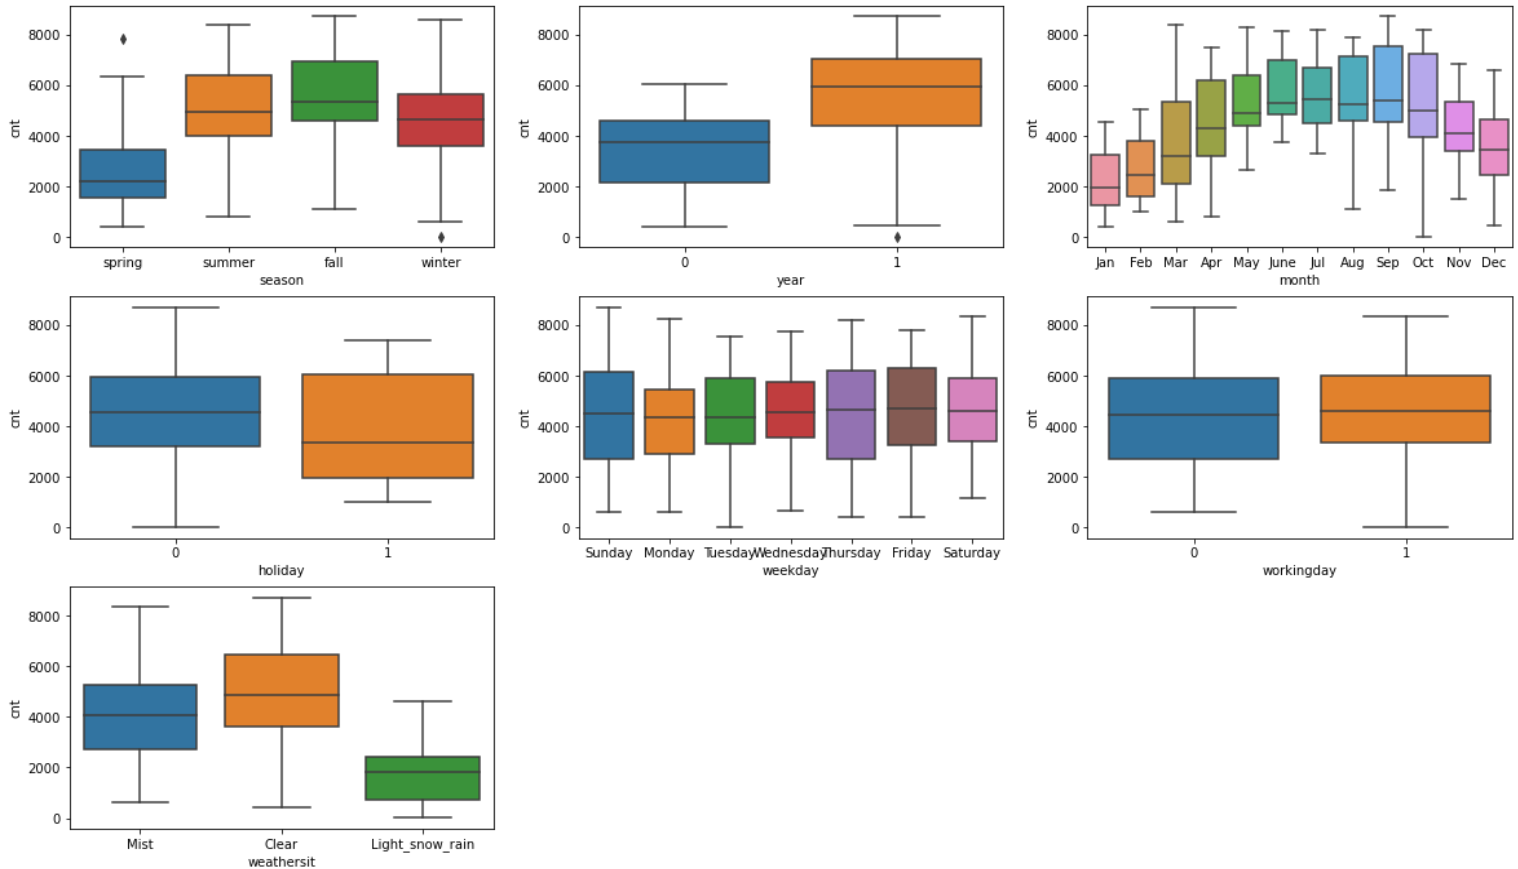 cnt
8000
6000
4000
2000
0
spring summer fall winter
season
cnt
8000
6000
4000
2000
0
0 1
year
cnt
8000
6000
4000
2000
0
Jan Feb Mar Apr May June Jul Aug Sep Oct Nov Dec
month
cnt
8000
6000
4000
2000
0
0 1
holiday
cnt
8000
6000
4000
2000
0
Sunday Monday Tuesday Wednesday Thursday Friday Saturday
weekday
cnt
8000
6000
4000
2000
0
0 1
workingday
cnt
8000
6000
4000
2000
0
Mist Clear Light_snow_rain
weathersit